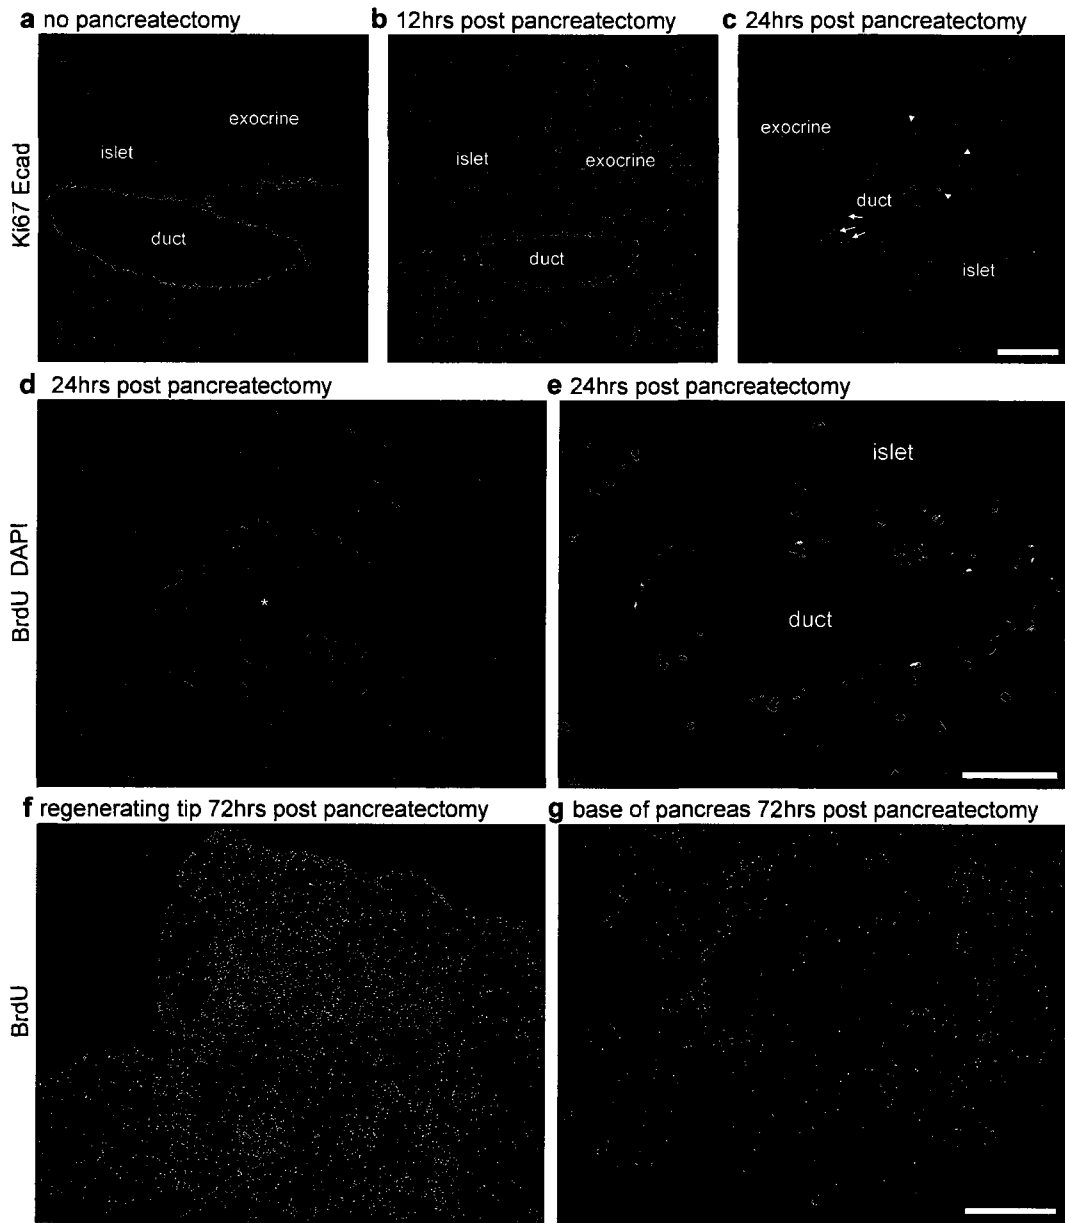 a no pancreatectomy
b 12hrs post pancreatectomy
c 24hrs post pancreatectomy
Ki67 Ecad
exocrine
islet
duct
islet
exocrine
duct
exocrine
duct
islet
d 24hrs post pancreatectomy
e 24hrs post pancreatectomy
BrdU DAPI
*
islet
duct
f regenerating tip 72hrs post pancreatectomy
g base of pancreas 72hrs post pancreatectomy
BrdU